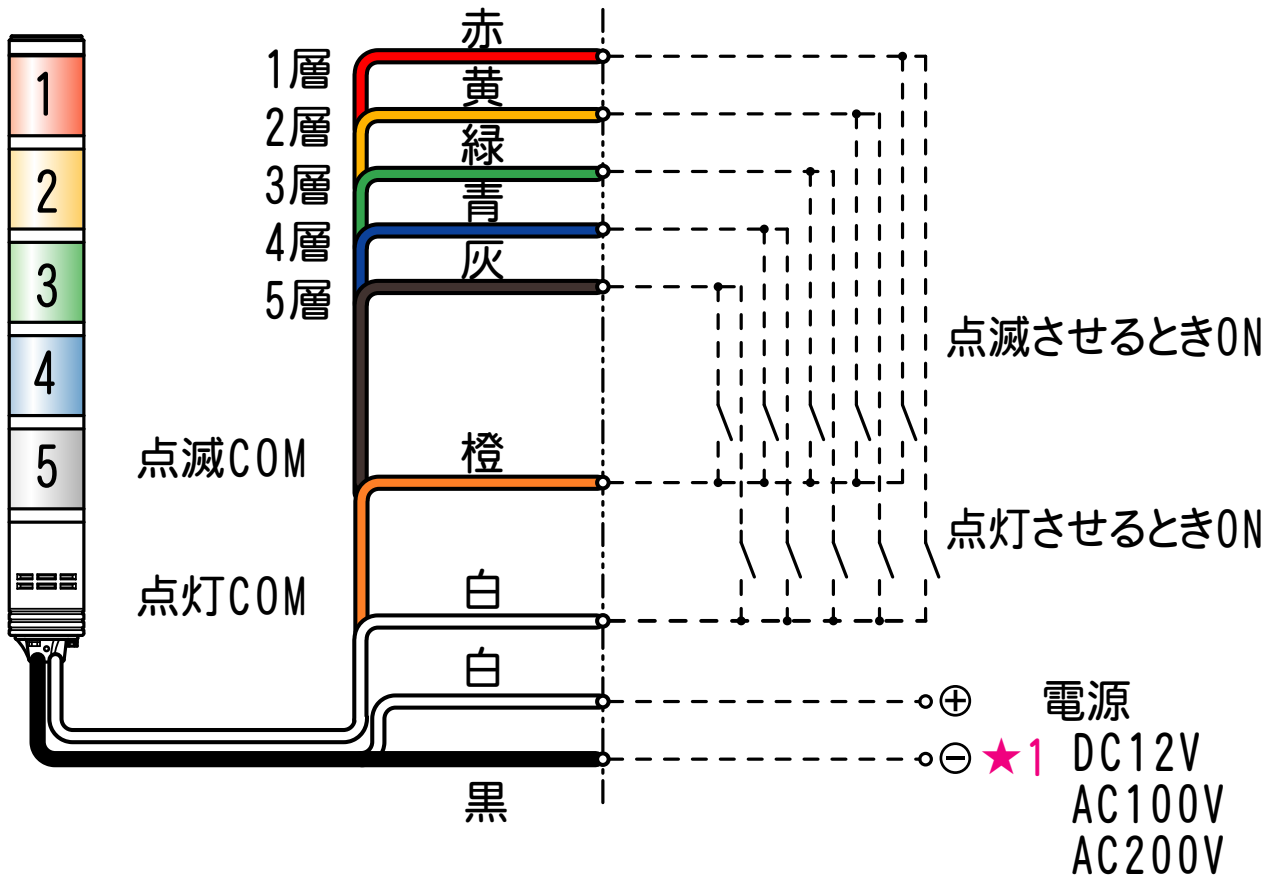 1
2
3
4
5
1層
2層
3層
4層
5層
赤
黄
緑
青
灰
点滅COM
橙
点灯COM
白
白
黒
点滅させるときON
点灯させるときON
⊕ 電源
⊖ ★1 DC12V
AC100V
AC200V